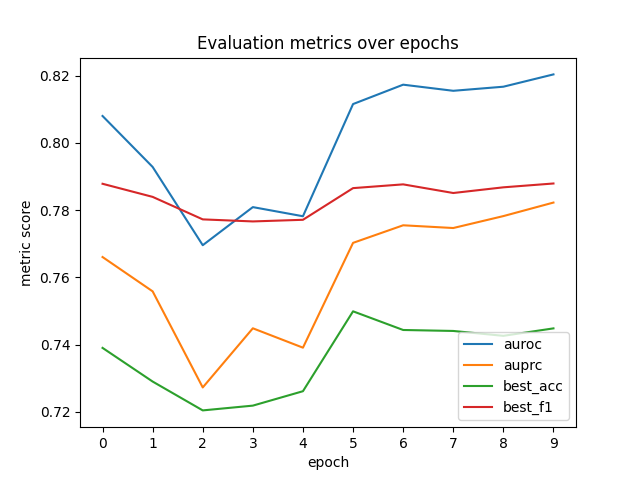 Evaluation metrics over epochs
metric score
0.82
0.80
0.78
0.76
0.74
0.72
0 1 2 3 4 5 6 7 8 9
epoch
auroc
auprc
best_acc
best_f1